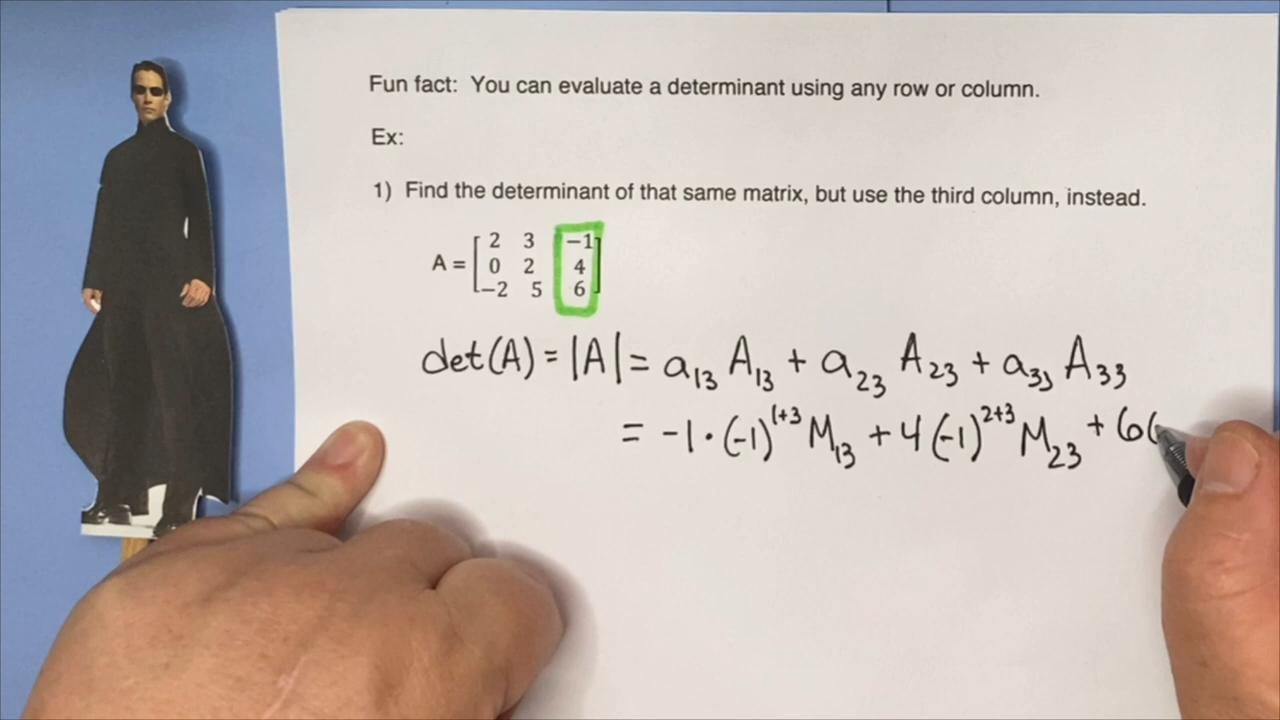 Fun fact: You can evaluate a determinant using any row or column.
Ex:
1) Find the determinant of that same matrix, but use the third column, instead.
A = [2 3 −1
0 2 4
−2 5 6]
det(A) = |A| = a₁₃ A₁₃ + a₂₃ A₂₃ + a₃₃ A₃₃
= -1 · (-1)¹⁺³ M₁₃ + 4 (-1)²⁺³ M₂₃ + 6(